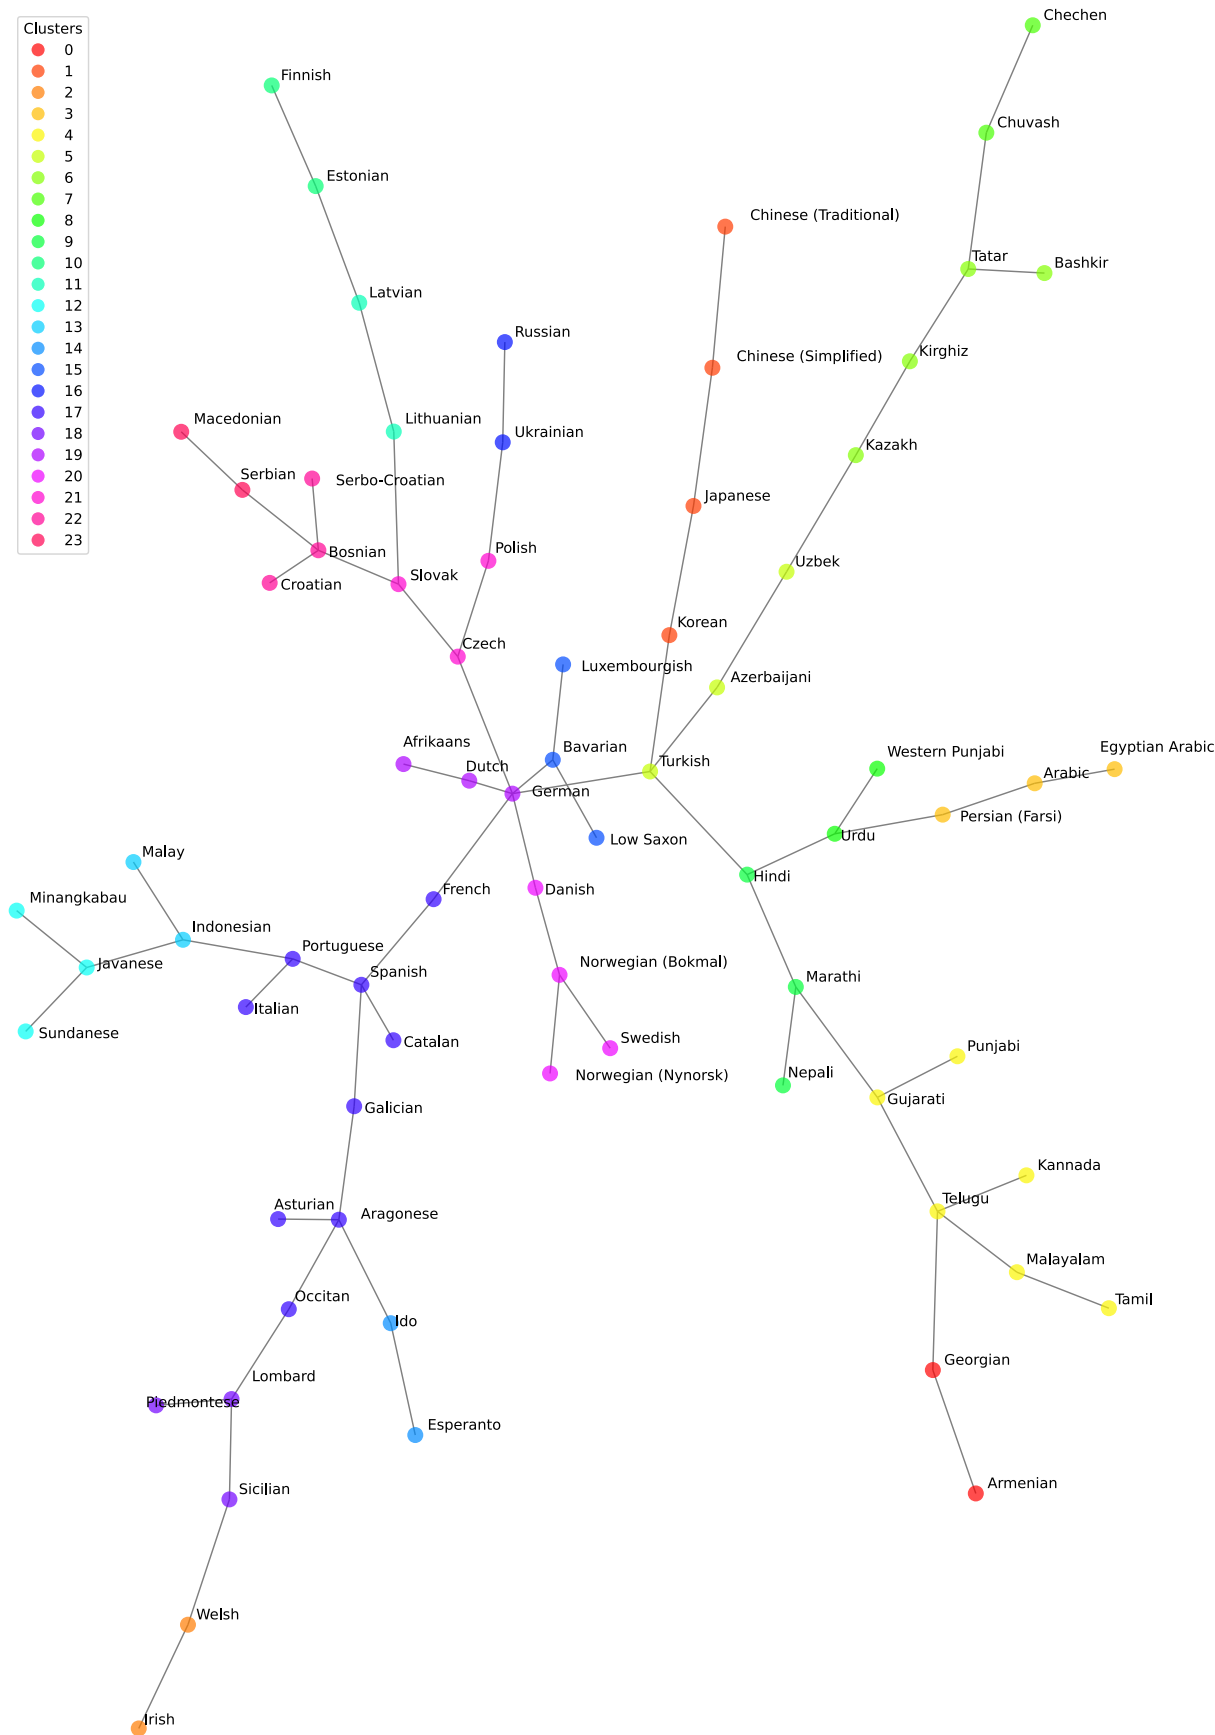 Clusters
0
1
2
3
4
5
6
7
8
9
10
11
12
13
14
15
16
17
18
19
20
21
22
23
Chechen
Finnish
Chuvash
Estonian
Chinese (Traditional)
Tatar
Bashkir
Latvian
Russian
Chinese (Simplified)
Kirghiz
Macedonian
Lithuanian
Ukrainian
Kazakh
Serbian
Serbo-Croatian
Japanese
Bosnian
Polish
Uzbek
Croatian
Slovak
Korean
Czech
Luxembourgish
Azerbaijani
Afrikaans
Bavarian
Western Punjabi
Egyptian Arabic
Dutch
Turkish
Arabic
German
Persian (Farsi)
Urdu
Low Saxon
Malay
Hindi
French
Danish
Minangkabau
Indonesian
Portuguese
Norwegian (Bokmal)
Javanese
Spanish
Marathi
Italian
Sundanese
Catalan
Swedish
Punjabi
Norwegian (Nynorsk)
Nepali
Gujarati
Galician
Kannada
Asturian
Aragonese
Telugu
Malayalam
Occitan
Ido
Tamil
Georgian
Lombard
Piedmontese
Esperanto
Armenian
Sicilian
Welsh
Irish